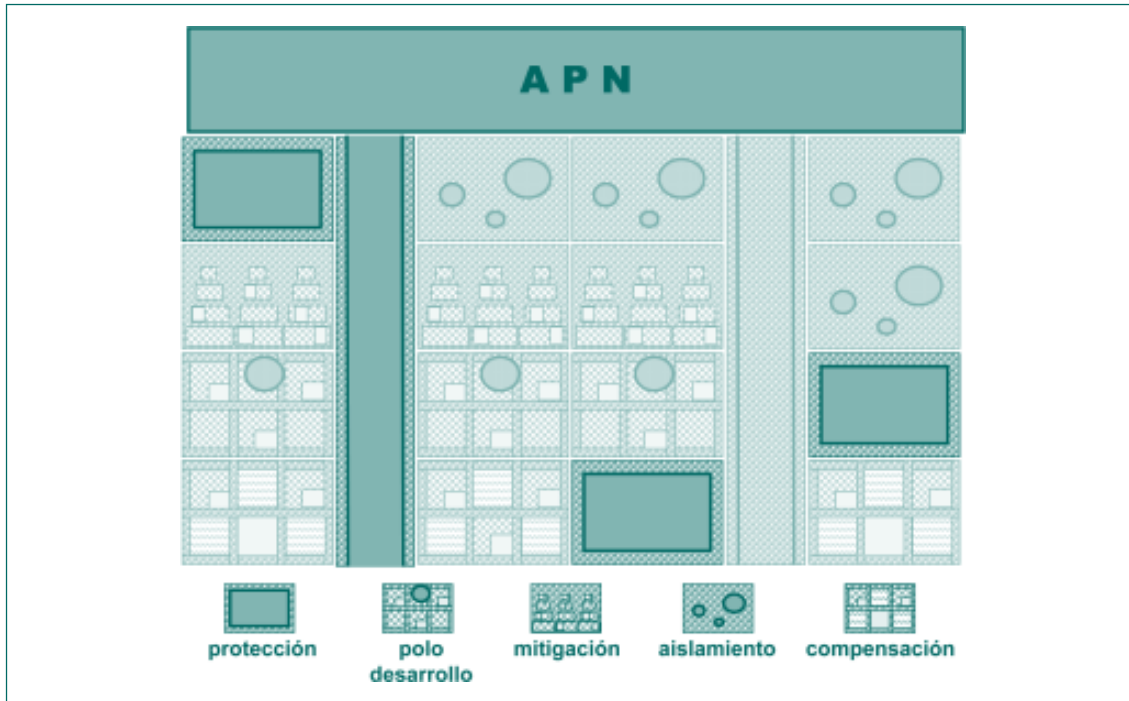 A P N
protección
polo
desarrollo
mitigación
aislamiento
compensación